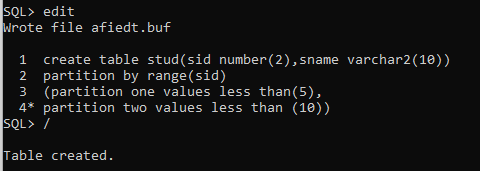 SQL> edit
Wrote file afiedt.buf
1 create table stud(sid number(2),sname varchar2(10))
2 partition by range(sid)
3 (partition one values less than(5),
4* partition two values less than (10))
SQL> /
Table created.